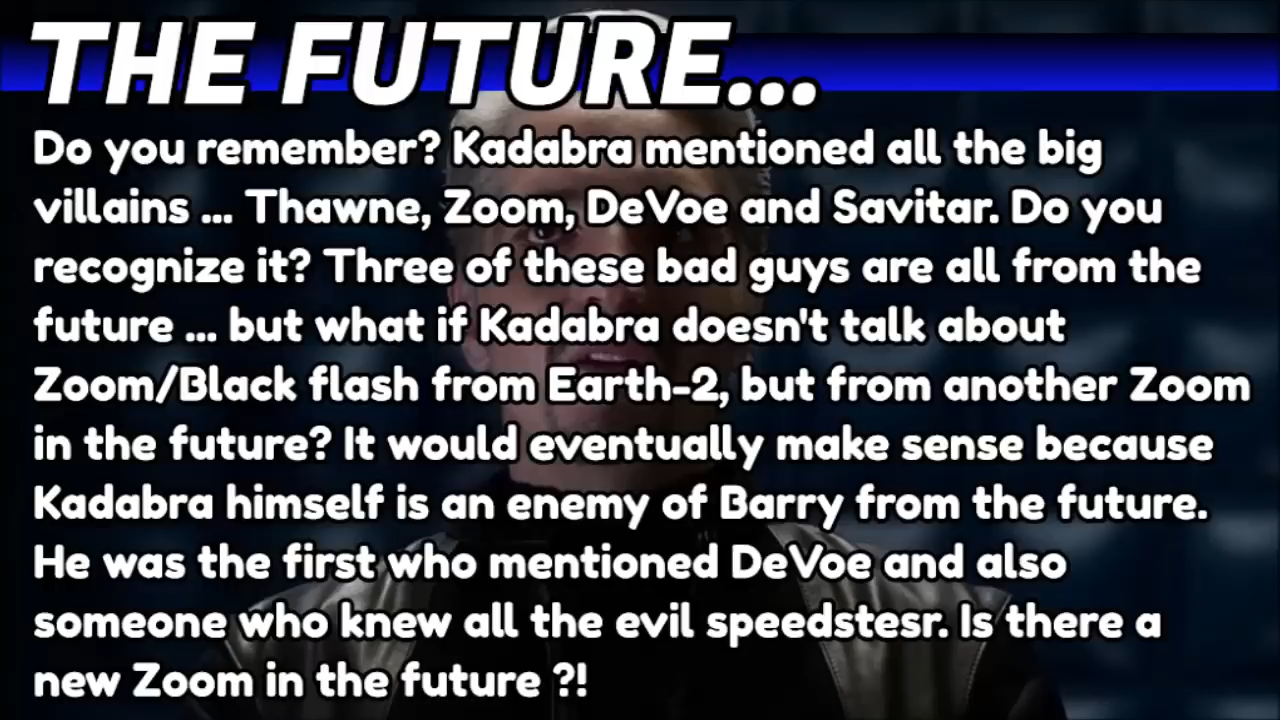 THE FUTURE...
Do you remember? Kadabra mentioned all the big
villains ... Thawne, Zoom, DeVoe and Savitar. Do you
recognize it? Three of these bad guys are all from the
future ... but what if Kadabra doesn't talk about
Zoom/Black flash from Earth-2, but from another Zoom
in the future? It would eventually make sense because
Kadabra himself is an enemy of Barry from the future.
He was the first who mentioned DeVoe and also
someone who knew all the evil speedstesr. Is there a
new Zoom in the future ?!